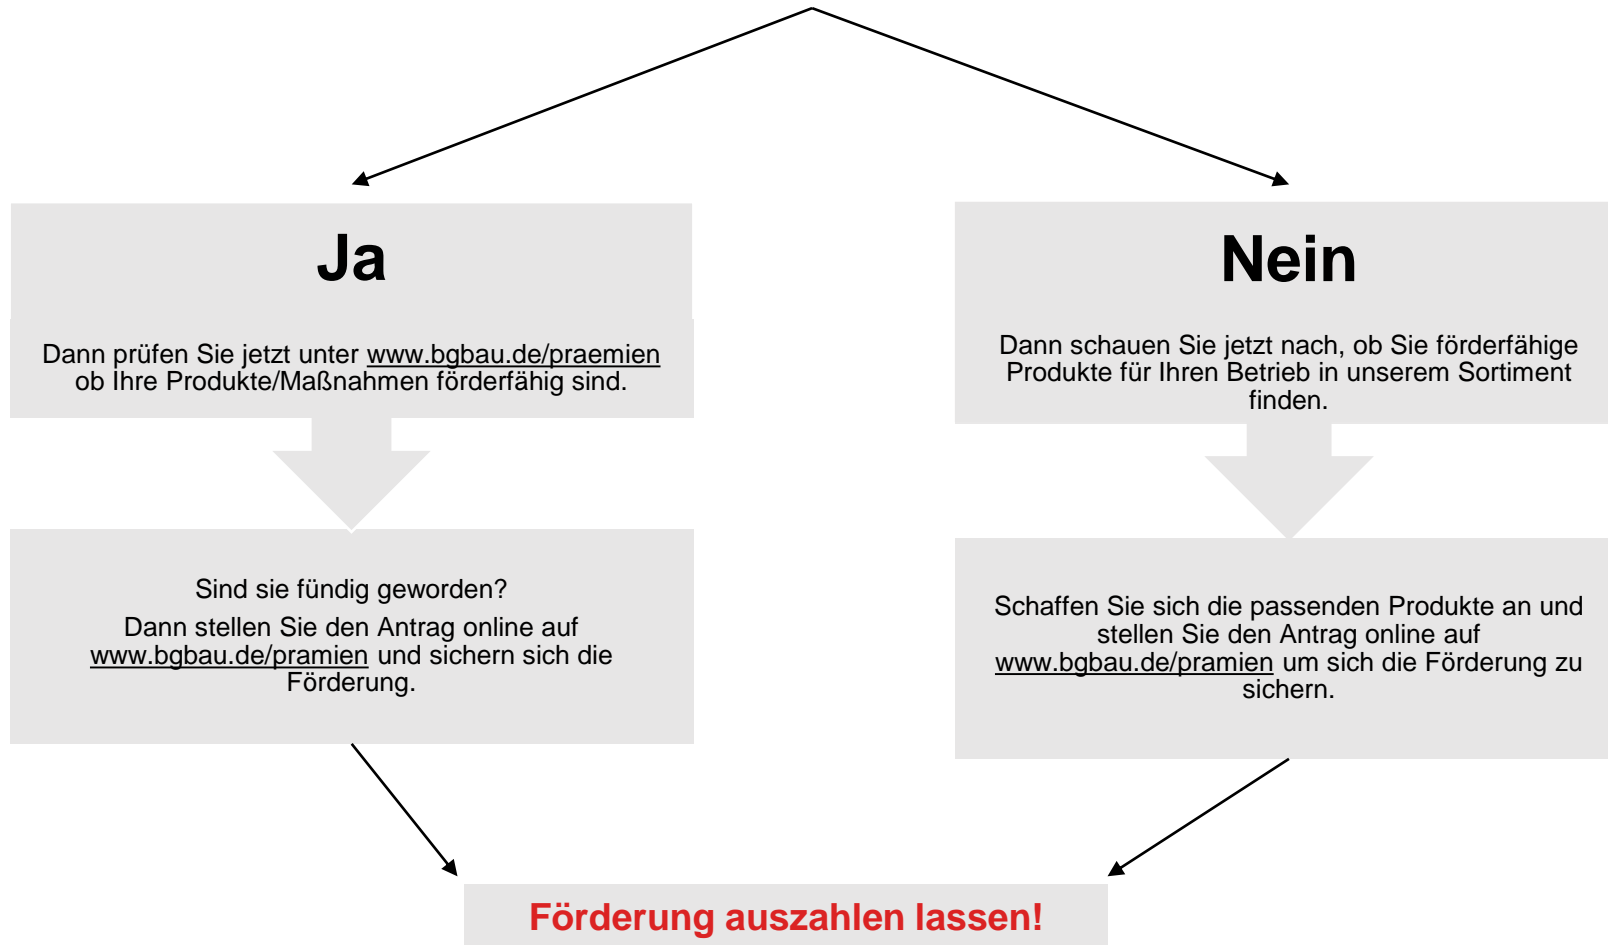 Ja
Dann prüfen Sie jetzt unter www.bgbau.de/praemien
ob Ihre Produkte/Maßnahmen förderfähig sind.
Sind sie fündig geworden?
Dann stellen Sie den Antrag online auf
www.bgbau.de/pramien und sichern sich die
Förderung.
Nein
Dann schauen Sie jetzt nach, ob Sie förderfähige
Produkte für Ihren Betrieb in unserem Sortiment
finden.
Schaffen Sie sich die passenden Produkte an und
stellen Sie den Antrag online auf
www.bgbau.de/pramien um sich die Förderung zu
sichern.
Förderung auszahlen lassen!